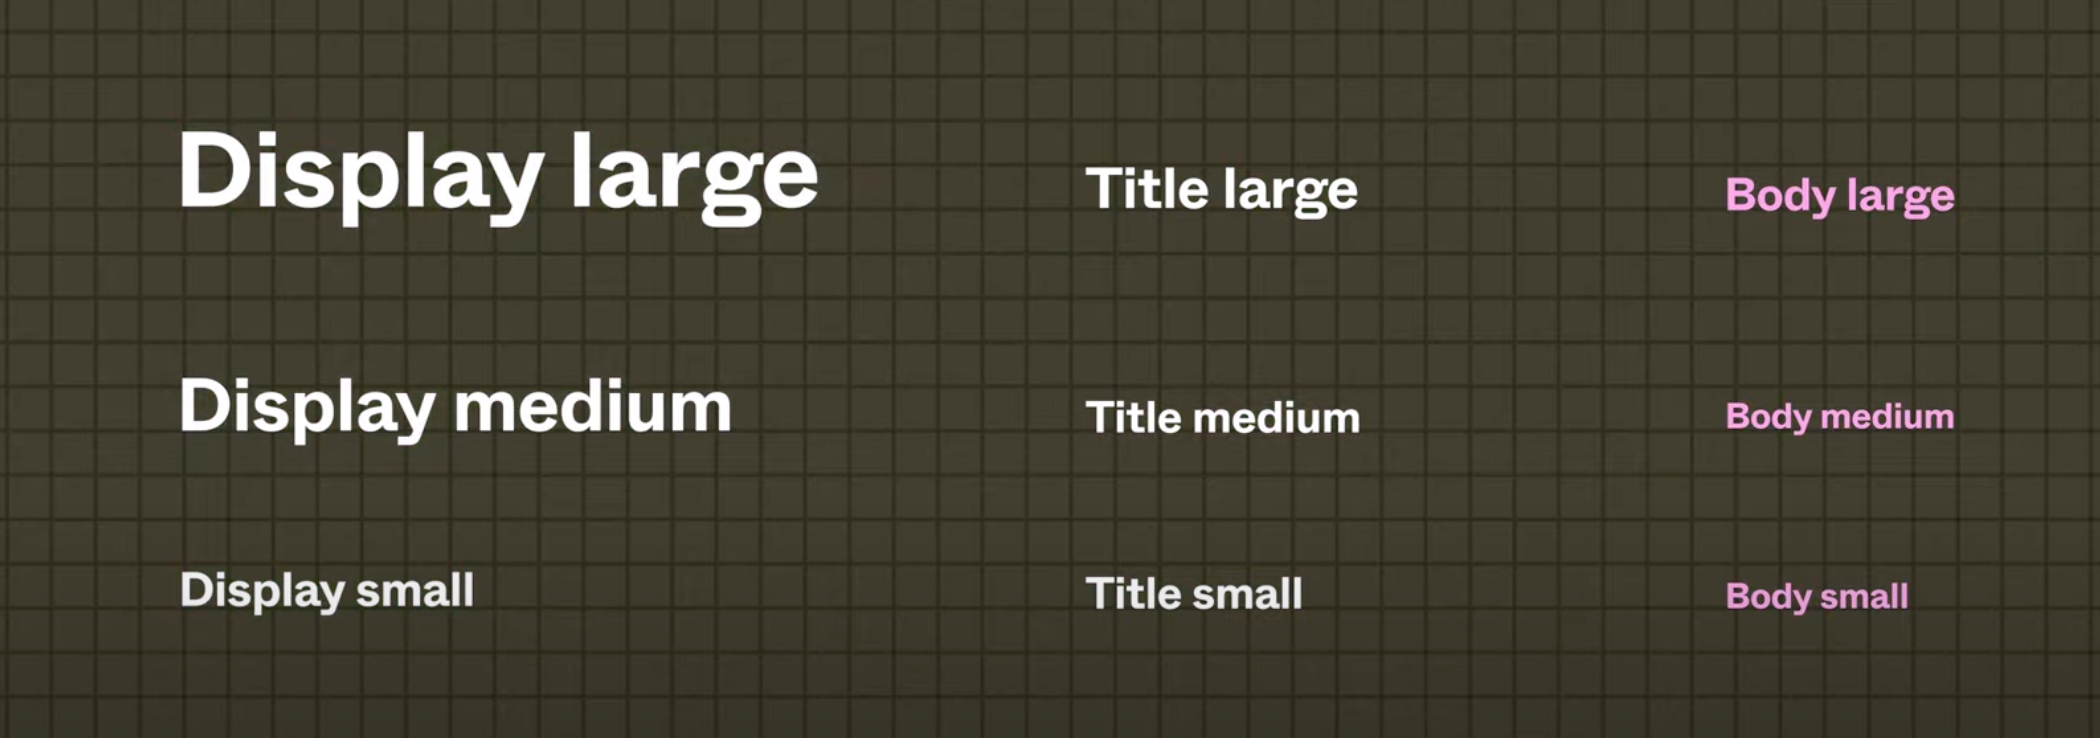 Display large
Title large
Body large
Display medium
Title medium
Body medium
Display small
Title small
Body small